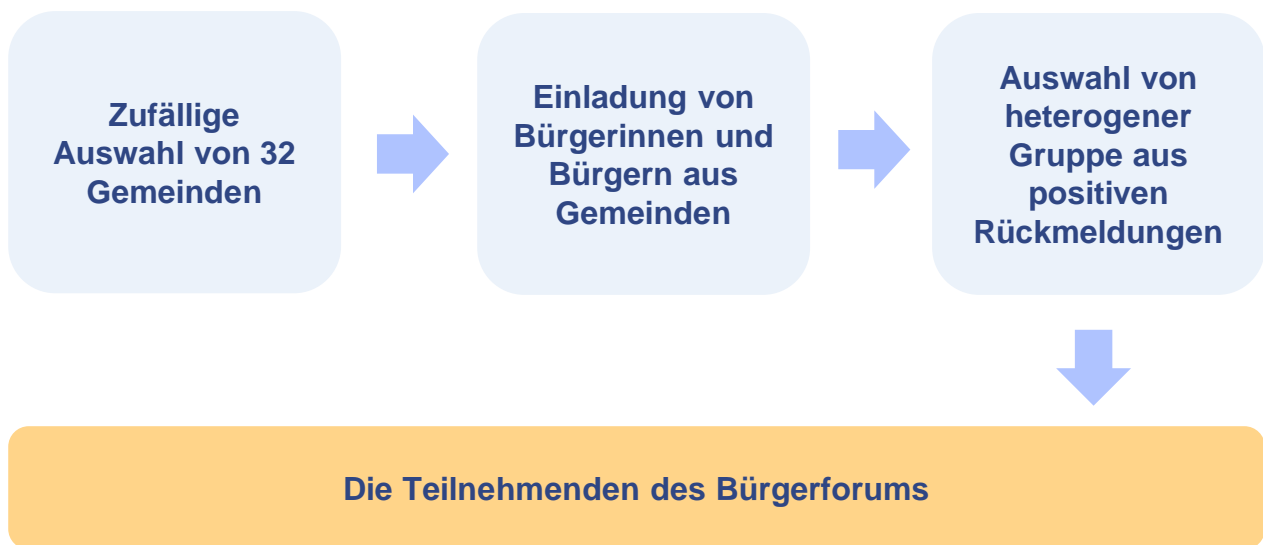 Zufällige
Auswahl von 32
Gemeinden
Einladung von
Bürgerinnen und
Bürgern aus
Gemeinden
Auswahl von
heterogener
Gruppe aus
positiven
Rückmeldungen
Die Teilnehmenden des Bürgerforums